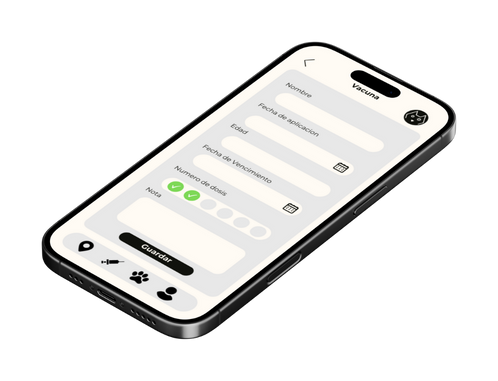 Vacuna
Nombre
Fecha de aplicacion
Edad
Fecha de Vencimiento
Numero de dosis
Nota
Guardar